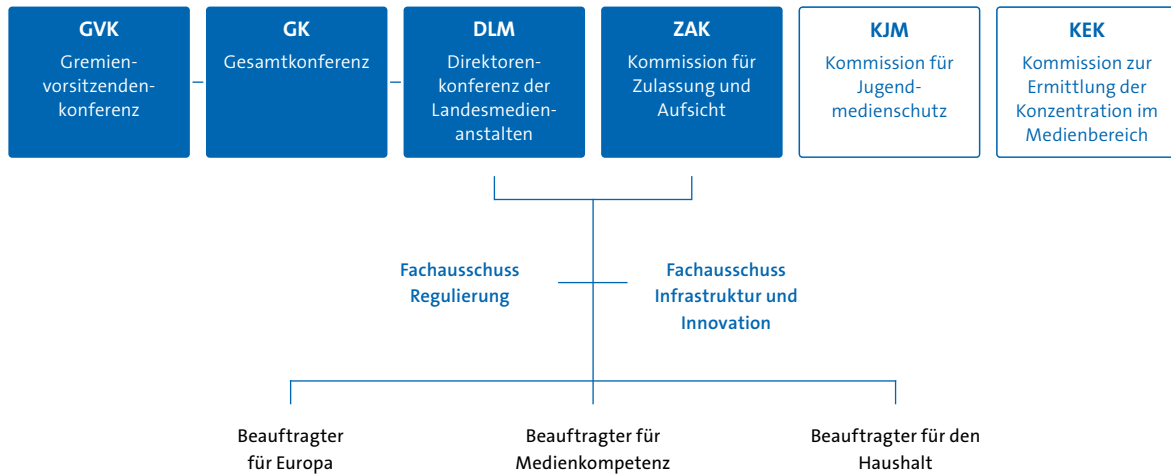 GVK
Gremien-
vorsitzenden-
konferenz
GK
Gesamtkonferenz
DLM
Direktoren-
konferenz der
Landesmedien-
anstalten
ZAK
Kommission für
Zulassung und
Aufsicht
KJM
Kommission für
Jugend-
medienschutz
KEK
Kommission zur
Ermittlung der
Konzentration im
Medienbereich
Fachausschuss
Regulierung
Fachausschuss
Infrastruktur und
Innovation
Beauftragter
für Europa
Beauftragter für
Medienkompetenz
Beauftragter für den
Haushalt